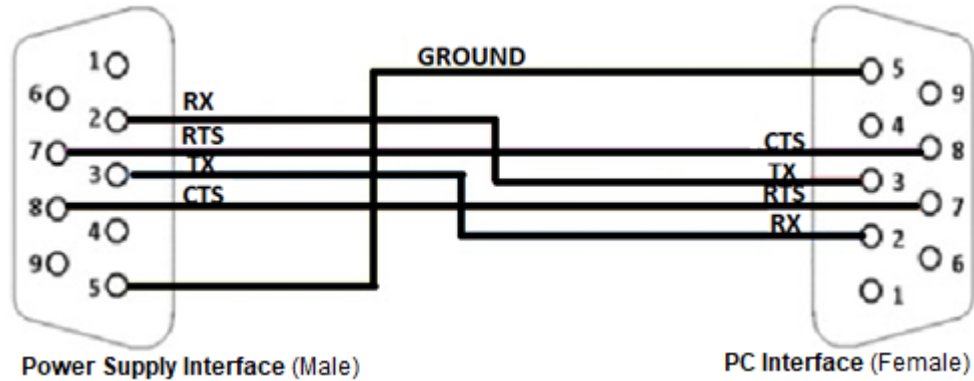 GROUND
1
5
6
9
RX
2
4
RTS
CTS
7
8
TX
TX
3
3
CTS
RTS
8
7
RX
4
2
9
6
5
1
Power Supply Interface (Male)
PC Interface (Female)